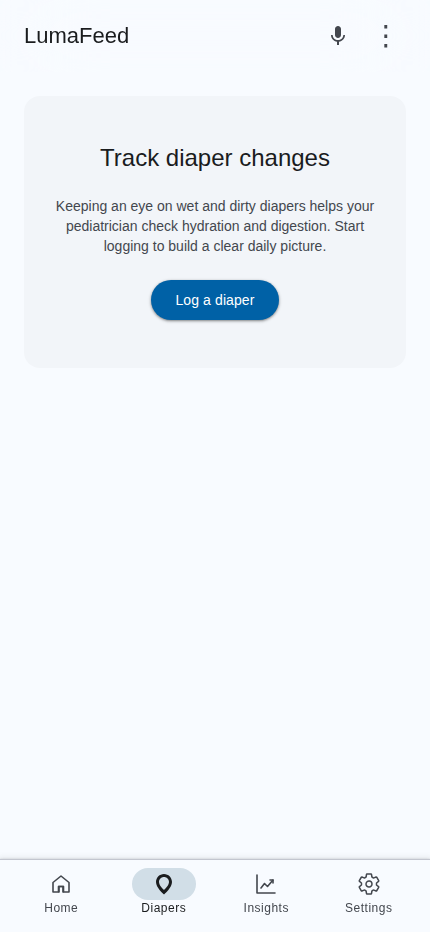 LumaFeed
Track diaper changes
Keeping an eye on wet and dirty diapers helps your
pediatrician check hydration and digestion. Start
logging to build a clear daily picture.
Log a diaper
Home
Diapers
Insights
Settings